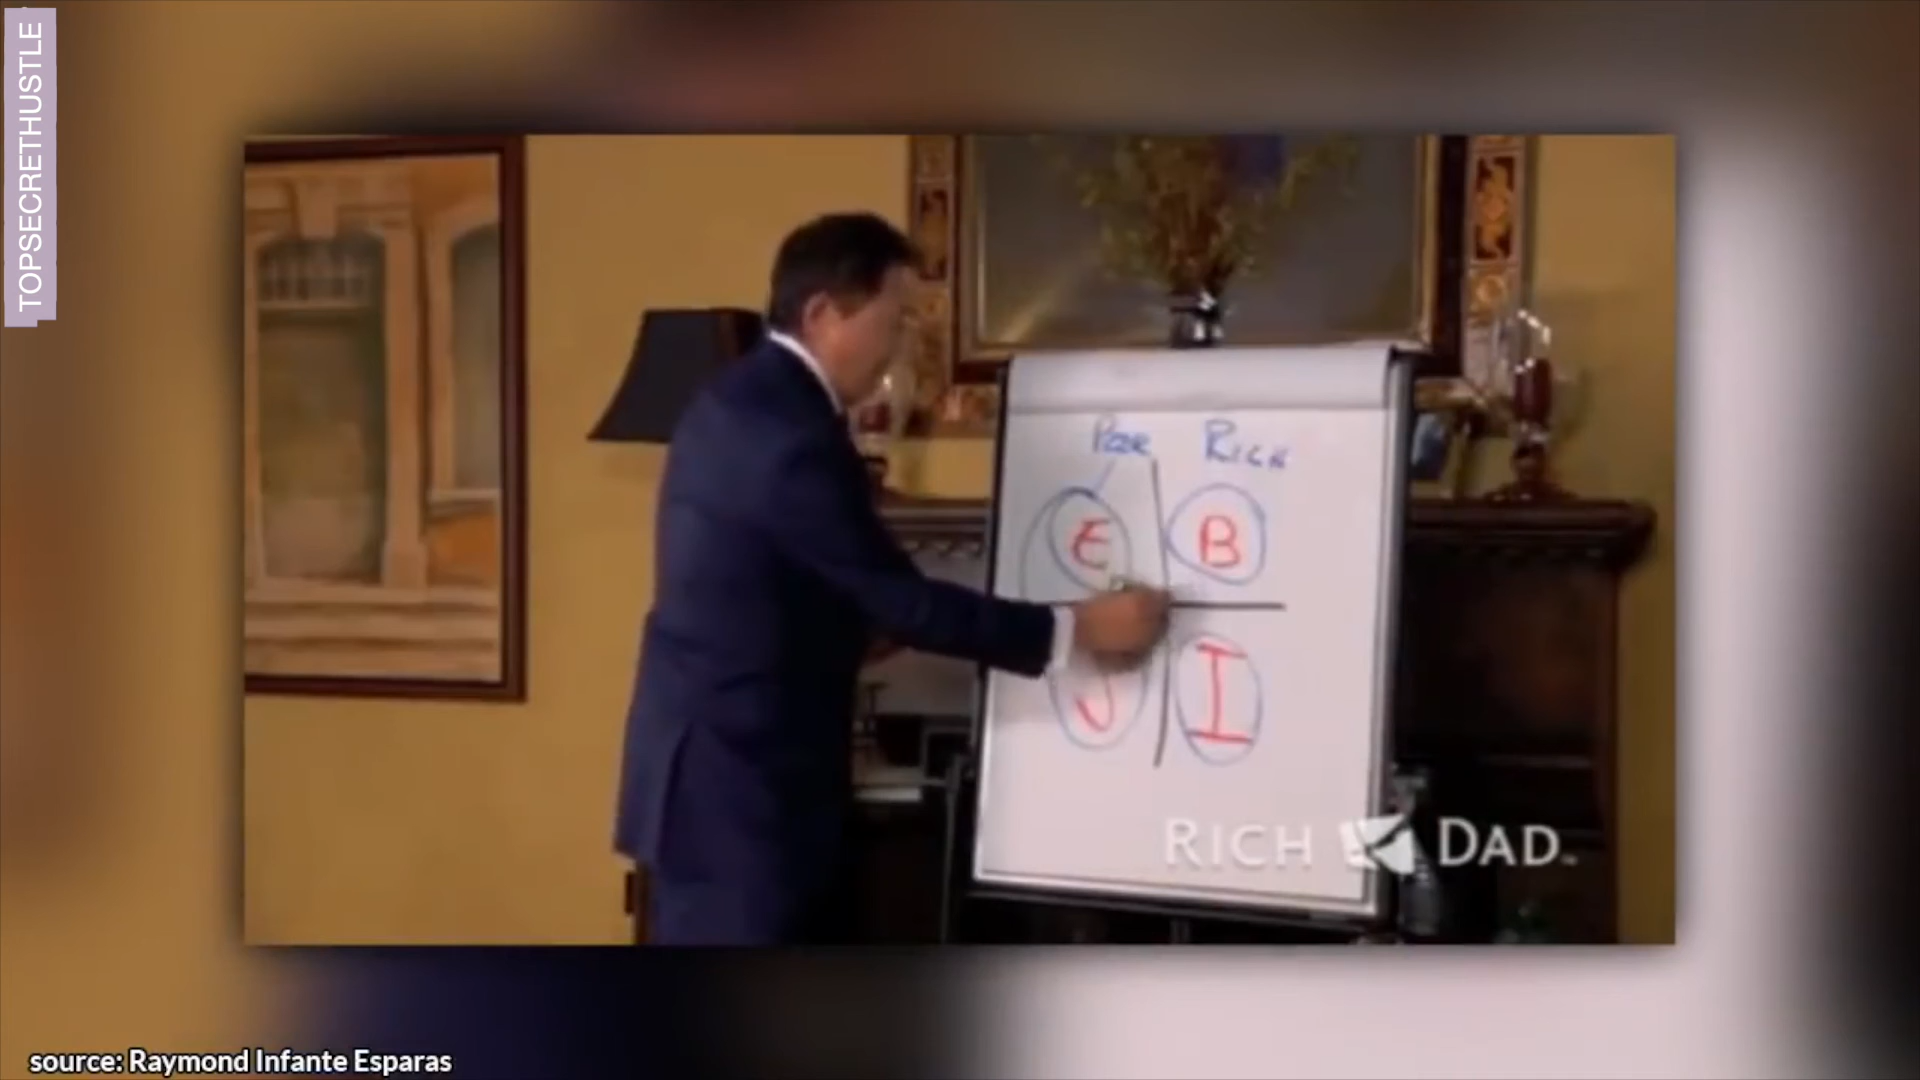 TOPSECRETHUSTLE
POOR RICH
E B
I
RICH DAD
source: Raymond Infante Esparas